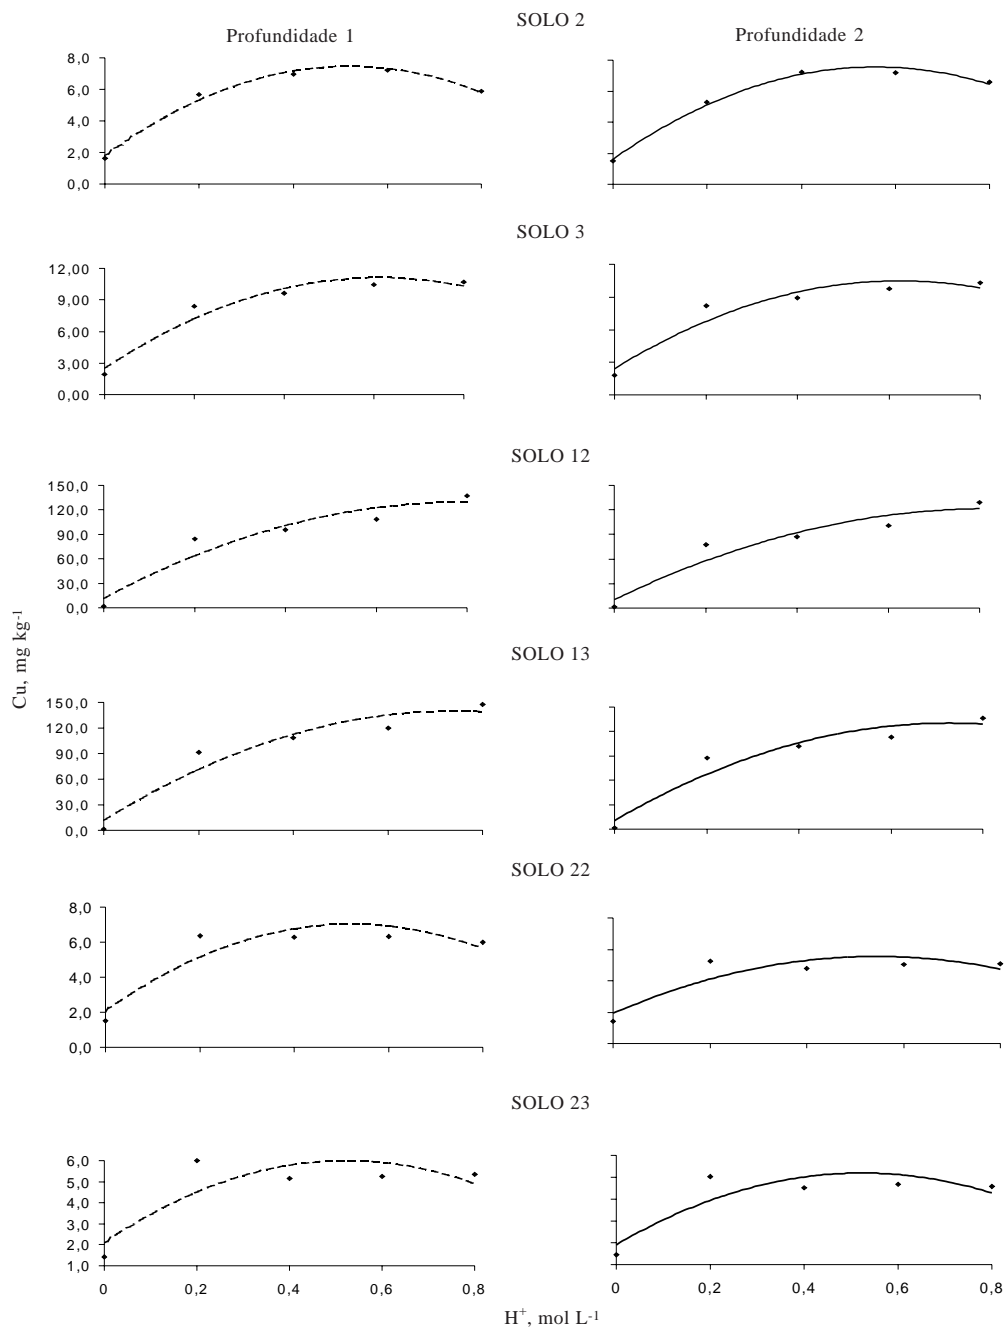 SOLO 2
Profundidade 1
Profundidade 2
8,0
6,0
4,0
2,0
0,0
SOLO 3
12,00
9,00
6,00
3,00
0,00
SOLO 12
150,0
120,0
90,0
60,0
30,0
0,0
SOLO 13
150,0
120,0
90,0
60,0
30,0
0,0
SOLO 22
8,0
6,0
4,0
2,0
0,0
SOLO 23
6,0
5,0
4,0
3,0
2,0
1,0
0 0,2 0,4 0,6 0,8
0 0,2 0,4 0,6 0,8
Cu, mg kg⁻¹
H⁺, mol L⁻¹